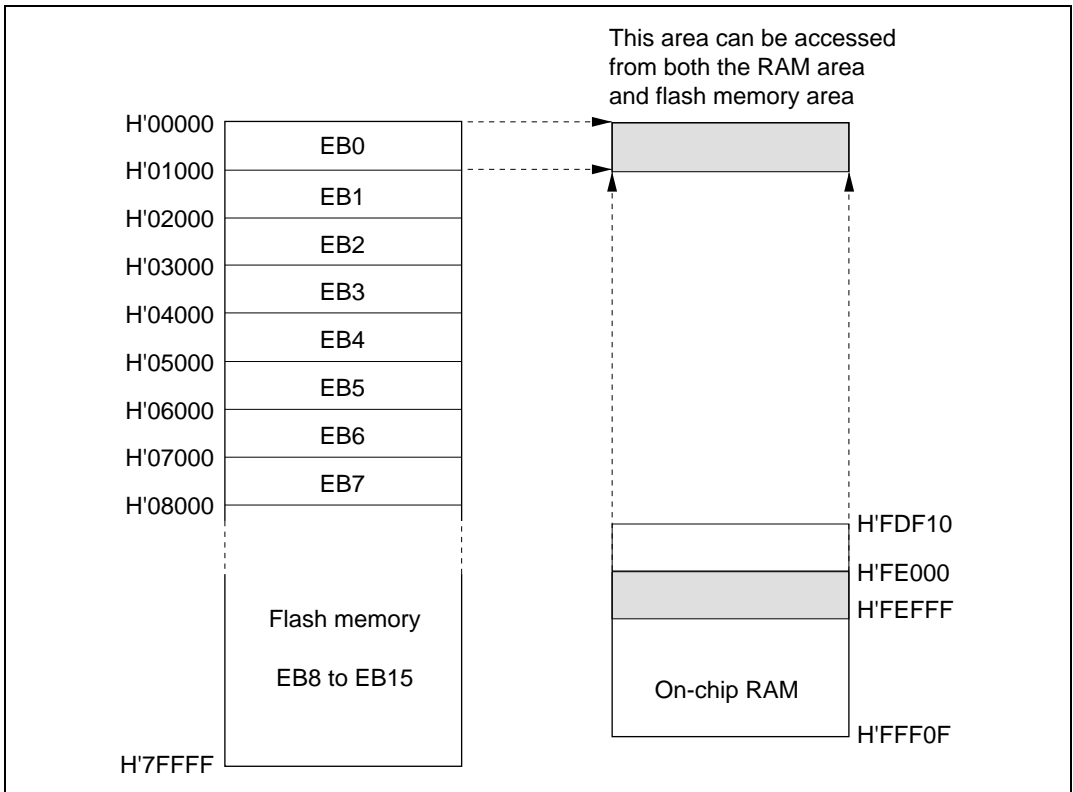 This area can be accessed
from both the RAM area
and flash memory area
H'00000
EB0
H'01000
EB1
H'02000
EB2
H'03000
EB3
H'04000
EB4
H'05000
EB5
H'06000
EB6
H'07000
EB7
H'08000
Flash memory
EB8 to EB15
H'7FFFF
H'FDF10
H'FE000
H'FEFFF
On-chip RAM
H'FFF0F